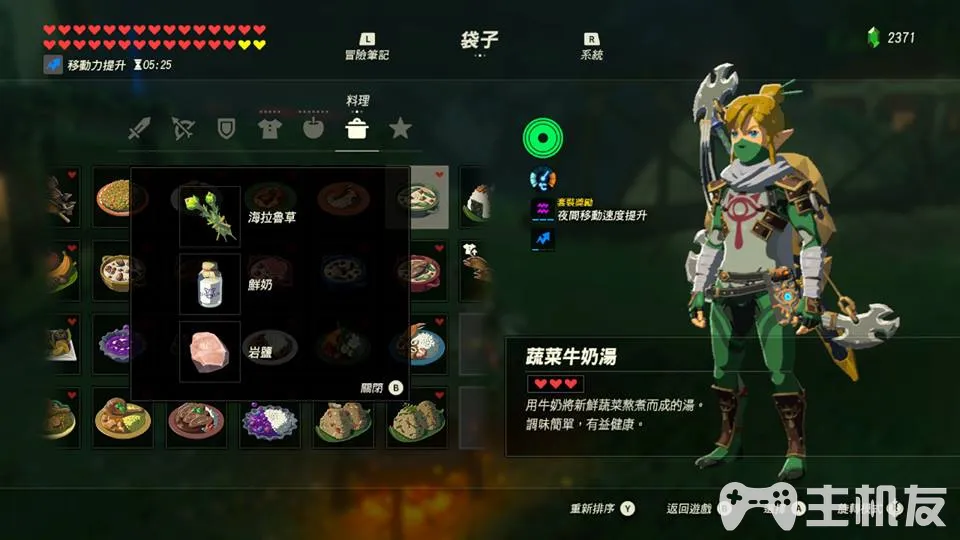 L
冒險筆記
袋子
R
系統
2371
移動力提升 05:25
料理
海拉魯草
鮮奶
岩鹽
關閉 B
套裝獎勵
夜間移動速度提升
蔬菜牛奶湯
用牛奶將新鮮蔬菜熬煮而成的湯。
調味簡單，有益健康。
重新排序 Y
返回遊戲
主机友